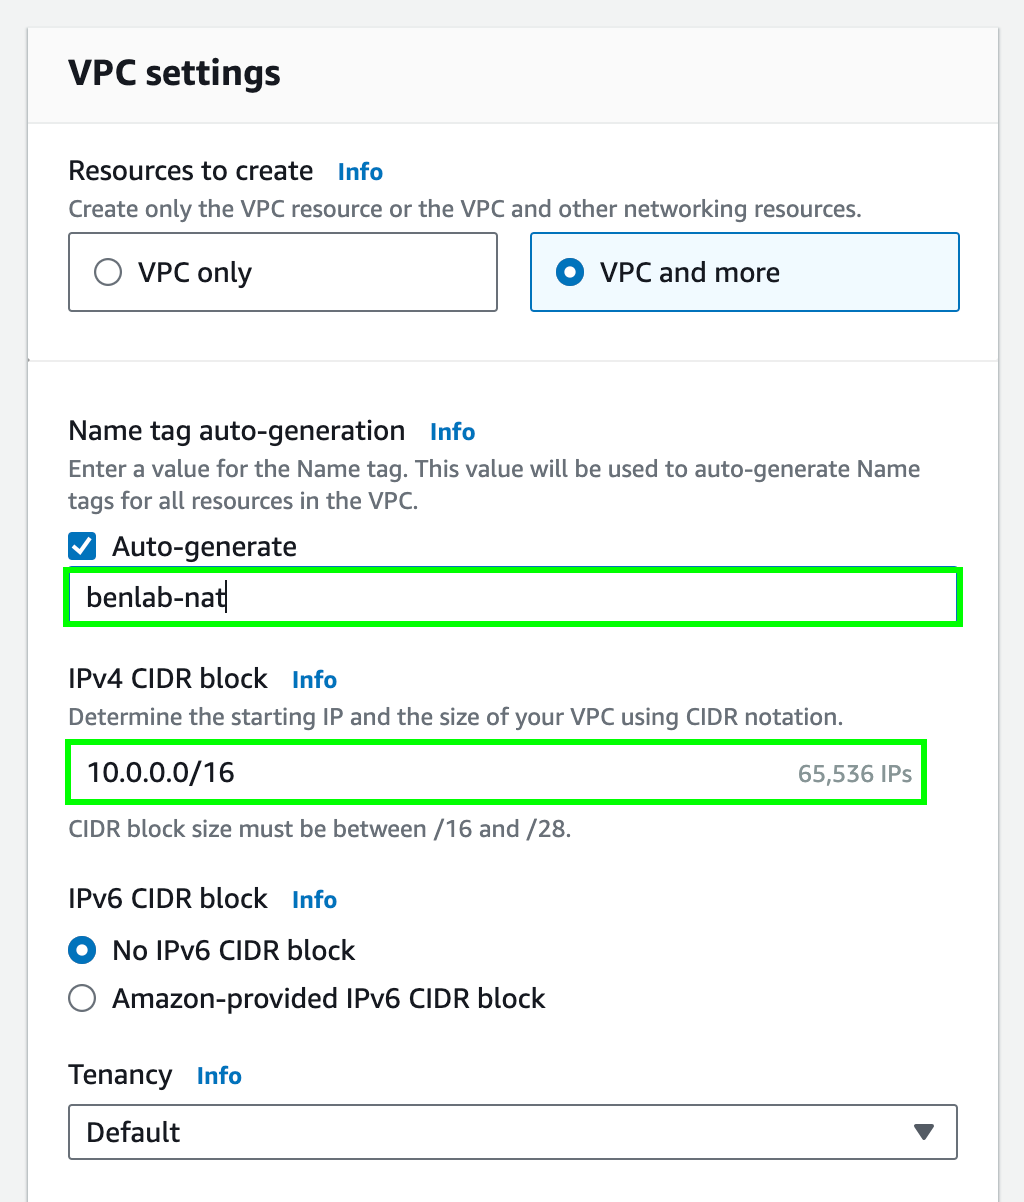 VPC settings
Resources to create Info
Create only the VPC resource or the VPC and other networking resources.
VPC only
VPC and more
Name tag auto-generation Info
Enter a value for the Name tag. This value will be used to auto-generate Name
tags for all resources in the VPC.
Auto-generate
benlab-nat
IPv4 CIDR block Info
Determine the starting IP and the size of your VPC using CIDR notation.
10.0.0.0/16 65,536 IPs
CIDR block size must be between /16 and /28.
IPv6 CIDR block Info
No IPv6 CIDR block
Amazon-provided IPv6 CIDR block
Tenancy Info
Default